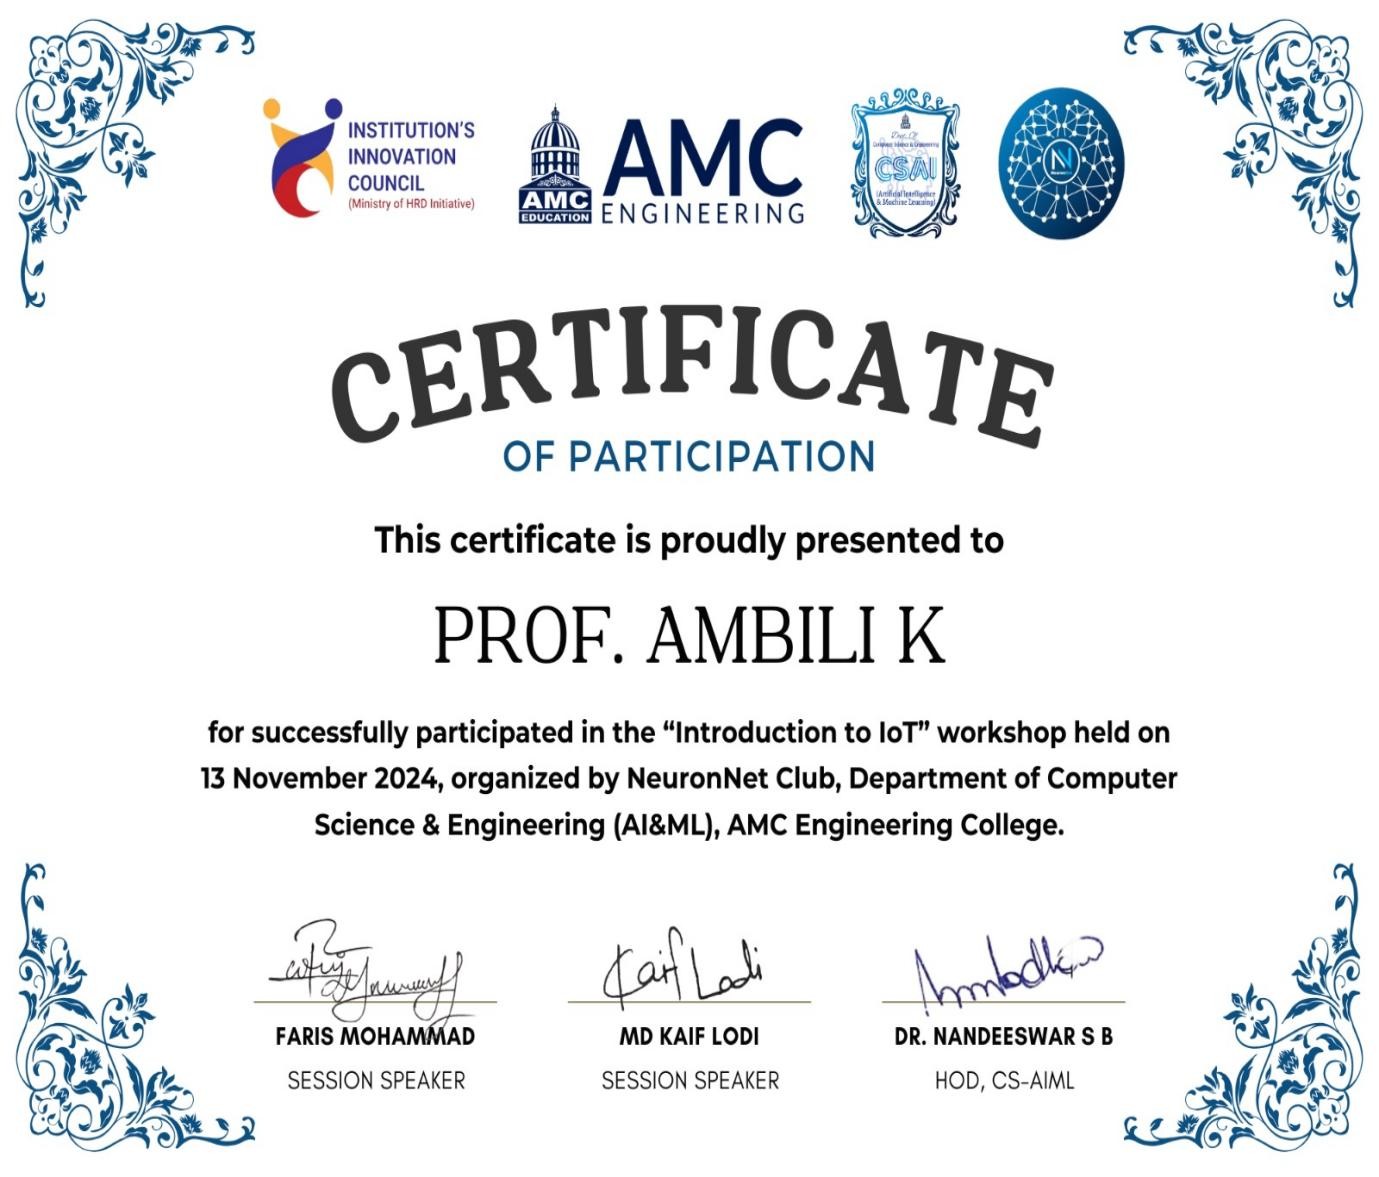 INSTITUTION'S
INNOVATION
COUNCIL
(Ministry of HRD Initiative)
AMC
EDUCATION
AMC
ENGINEERING
Dept. Of
Computer Science & Engineering
CSAI
(Artificial Intelligence
& Machine Learning)
N
CERTIFICATE
OF PARTICIPATION
This certificate is proudly presented to
PROF. AMBILI K
for successfully participated in the “Introduction to IoT” workshop held on
13 November 2024, organized by NeuronNet Club, Department of Computer
Science & Engineering (AI&ML), AMC Engineering College.
Kaif Lodi
FARIS MOHAMMAD
MD KAIF LODI
DR. NANDEESWAR S B
SESSION SPEAKER
SESSION SPEAKER
HOD, CS-AIML